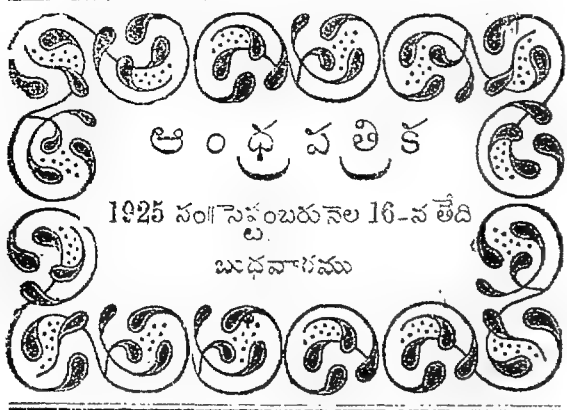 ఆంధ్రపత్రిక
1925 సం॥ సెప్టెంబరు నెల 16-న తేది
బుధవారము